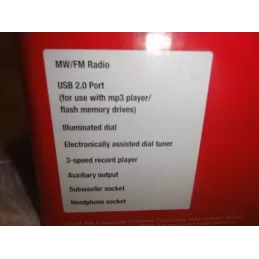 MW/FM Radio
USB 2.0 Port
(for use with mp3 player/
flash memory drives)
Illuminated dial
Electronically assisted dial tuner
3-speed record player
Auxiliary output
Subwoofer socket
Headphone socket